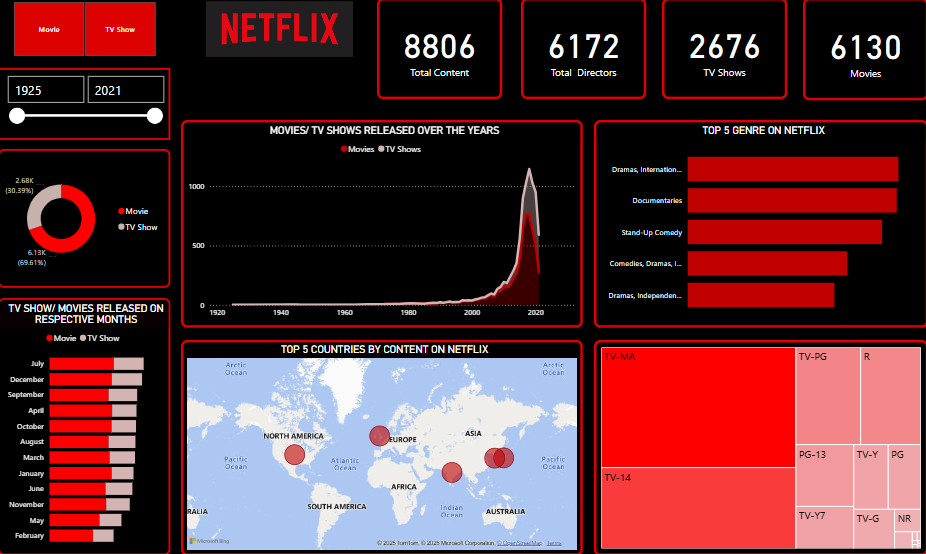 Movie
TV Show
NETFLIX
8806
Total Content
6172
Total Directors
2676
TV Shows
6130
Movies
1925
2021
2.68K
(30.39%)
6.13K
(69.61%)
Movie
TV Show
MOVIES/ TV SHOWS RELEASED OVER THE YEARS
Movies
TV Shows
1000
500
0
1920
1940
1960
1980
2000
2020
TOP 5 GENRE ON NETFLIX
Dramas, Internation...
Documentaries
Stand-Up Comedy
Comedies, Dramas, I...
Dramas, Independen...
TV SHOW/ MOVIES RELEASED ON
RESPECTIVE MONTHS
Movie
TV Show
July
December
September
April
October
August
March
January
June
November
May
February
TOP 5 COUNTRIES BY CONTENT ON NETFLIX
Arctic
Ocean
Arctic
Ocean
NORTH AMERICA
EUROPE
ASIA
Pacific
Ocean
Atlantic
Ocean
Pacific
Ocean
AFRICA
SOUTH AMERICA
Indian
Ocean
RALIA
AUSTRALIA
Microsoft Bing
© 2025 TomTom, © 2025 Microsoft Corporation, © OpenStreetMap Terms
TV-MA
TV-14
TV-PG
R
PG-13
TV-Y
PG
TV-Y7
TV-G
NR